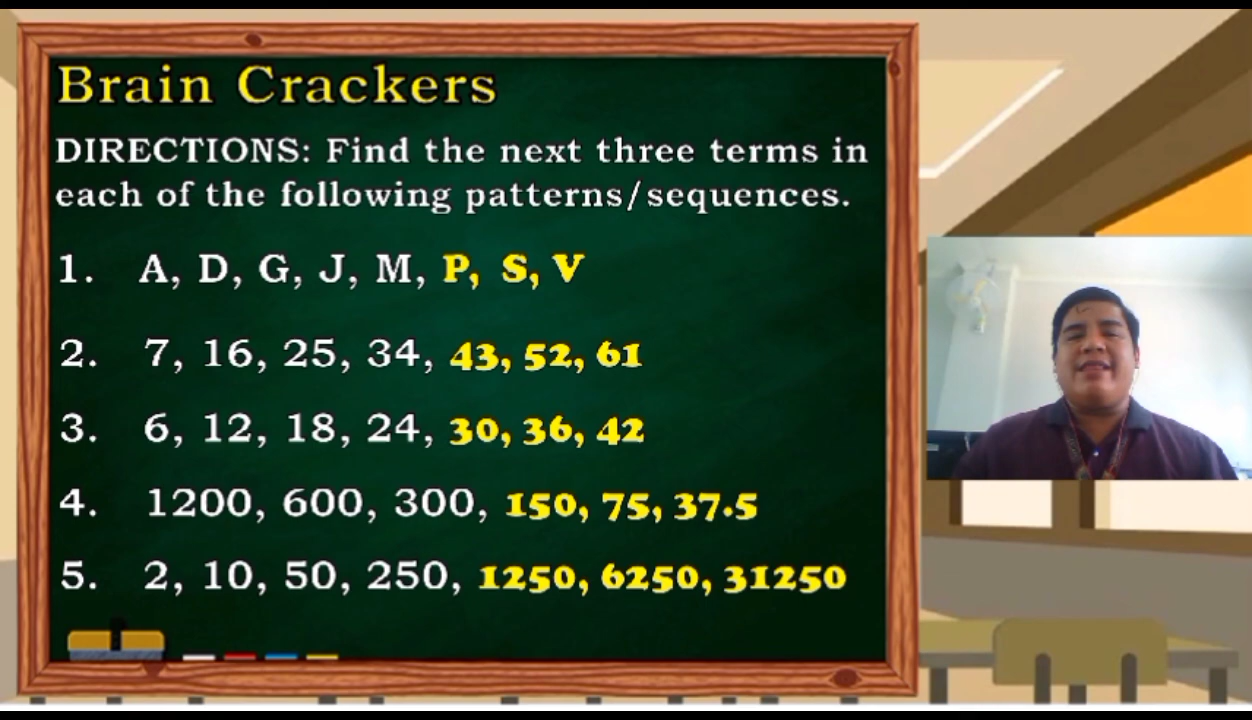 Brain Crackers
DIRECTIONS: Find the next three terms in
each of the following patterns/sequences.
1. A, D, G, J, M, P, S, V
2. 7, 16, 25, 34, 43, 52, 61
3. 6, 12, 18, 24, 30, 36, 42
4. 1200, 600, 300, 150, 75, 37.5
5. 2, 10, 50, 250, 1250, 6250, 31250